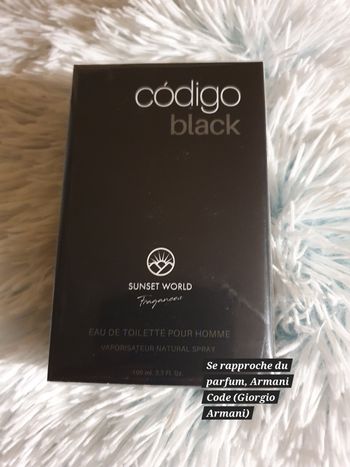 código
black
SUNSET WORLD
Fragances
EAU DE TOILETTE POUR HOMME
VAPORISATEUR NATURAL SPRAY
100 ml. 3.3 Fl. Oz.
Se rapproche du
parfum, Armani
Code (Giorgio
Armani)